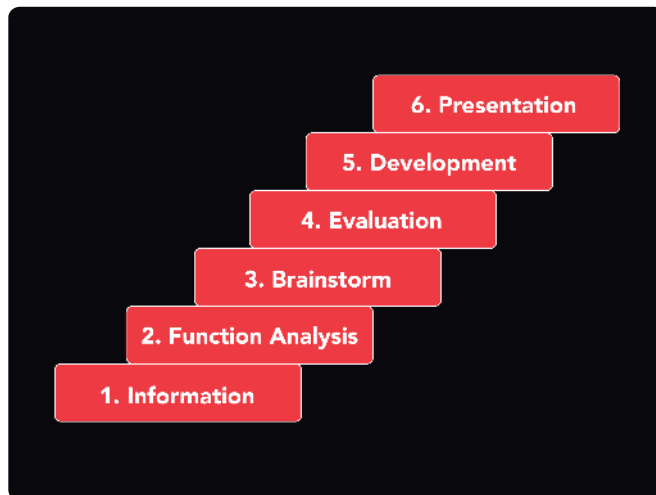 6. Presentation
5. Development
4. Evaluation
3. Brainstorm
2. Function Analysis
1. Information